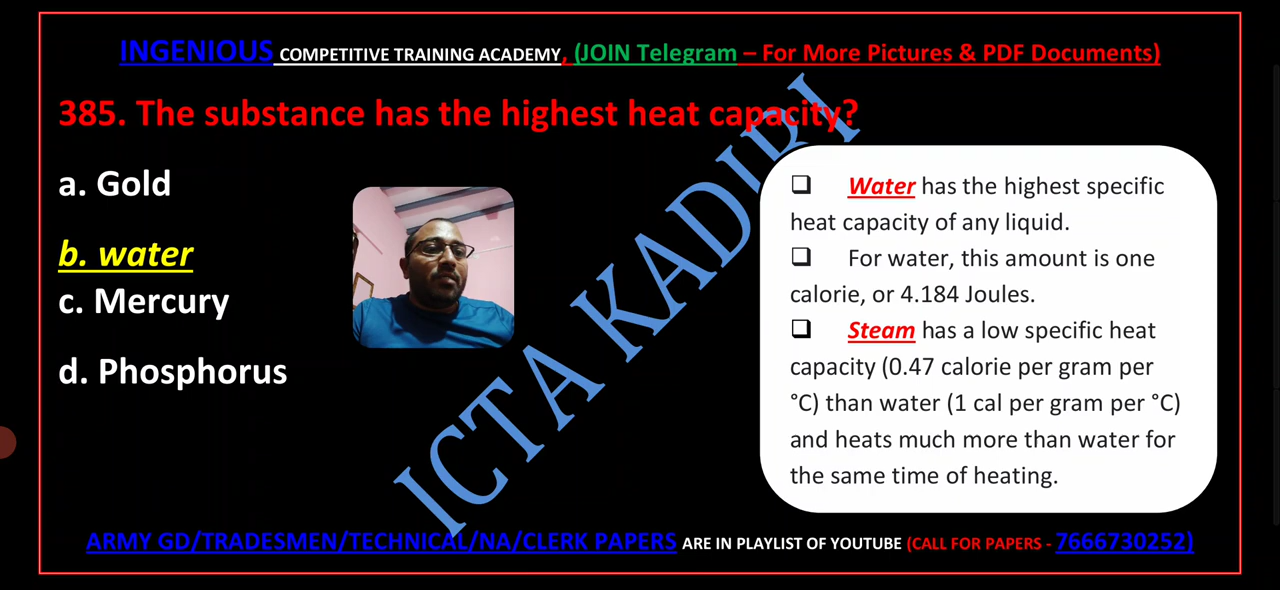 INGENIOUS COMPETITIVE TRAINING ACADEMY, (JOIN Telegram – For More Pictures & PDF Documents)
385. The substance has the highest heat capacity?
a. Gold
b. water
c. Mercury
d. Phosphorus
❑ Water has the highest specific
heat capacity of any liquid.
❑ For water, this amount is one
calorie, or 4.184 Joules.
❑ Steam has a low specific heat
capacity (0.47 calorie per gram per
°C) than water (1 cal per gram per °C)
and heats much more than water for
the same time of heating.
ICTA KADIRI
ARMY GD/TRADESMEN/TECHNICAL/NA/CLERK PAPERS ARE IN PLAYLIST OF YOUTUBE (CALL FOR PAPERS - 7666730252)